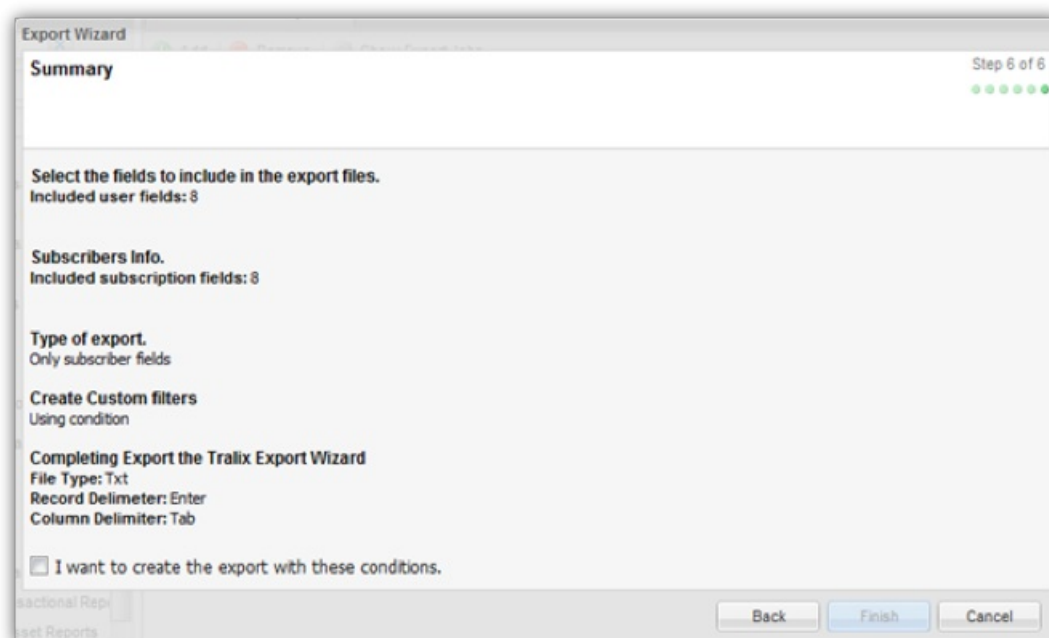 Export Wizard
Summary
Step 6 of 6
Select the fields to include in the export files.
Included user fields: 8
Subscribers Info.
Included subscription fields: 8
Type of export.
Only subscriber fields
Create Custom filters
Using condition
Completing Export the Tralix Export Wizard
File Type: Txt
Record Delimeter: Enter
Column Delimiter: Tab
I want to create the export with these conditions.
Back Finish Cancel